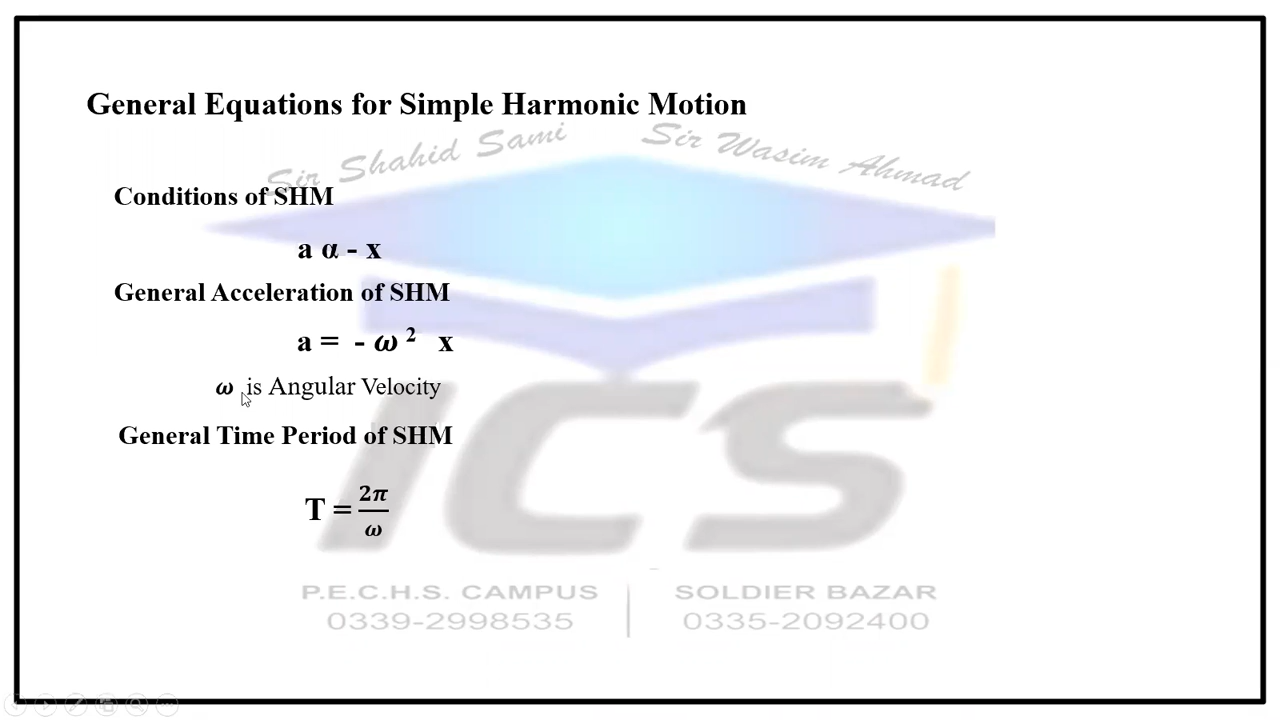 General Equations for Simple Harmonic Motion
Sir Shahid Sami Sir Wasim Ahmad
Conditions of SHM
a α - x
General Acceleration of SHM
a = - ω ² x
ω is Angular Velocity
General Time Period of SHM
T = 2π/ω
ICS
P.E.C.H.S. CAMPUS | SOLDIER BAZAR
0339-2998535 | 0335-2092400